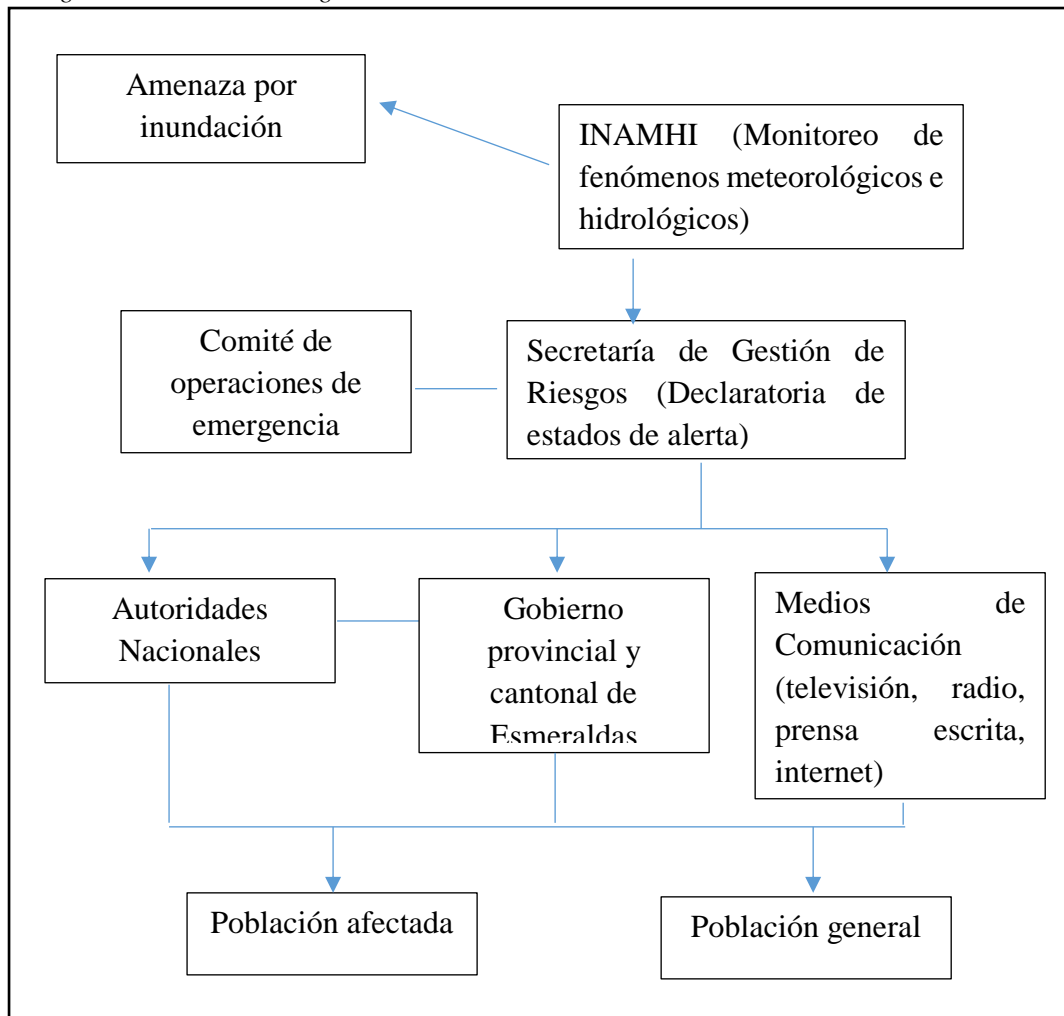 Amenaza por
inundación
INAMHI (Monitoreo de
fenómenos meteorológicos e
hidrológicos)
Comité de
operaciones de
emergencia
Secretaría de Gestión de
Riesgos (Declaratoria de
estados de alerta)
Autoridades
Nacionales
Gobierno
provincial y
cantonal de
Esmeraldas
Medios de
Comunicación
(televisión, radio,
prensa escrita,
internet)
Población afectada
Población general